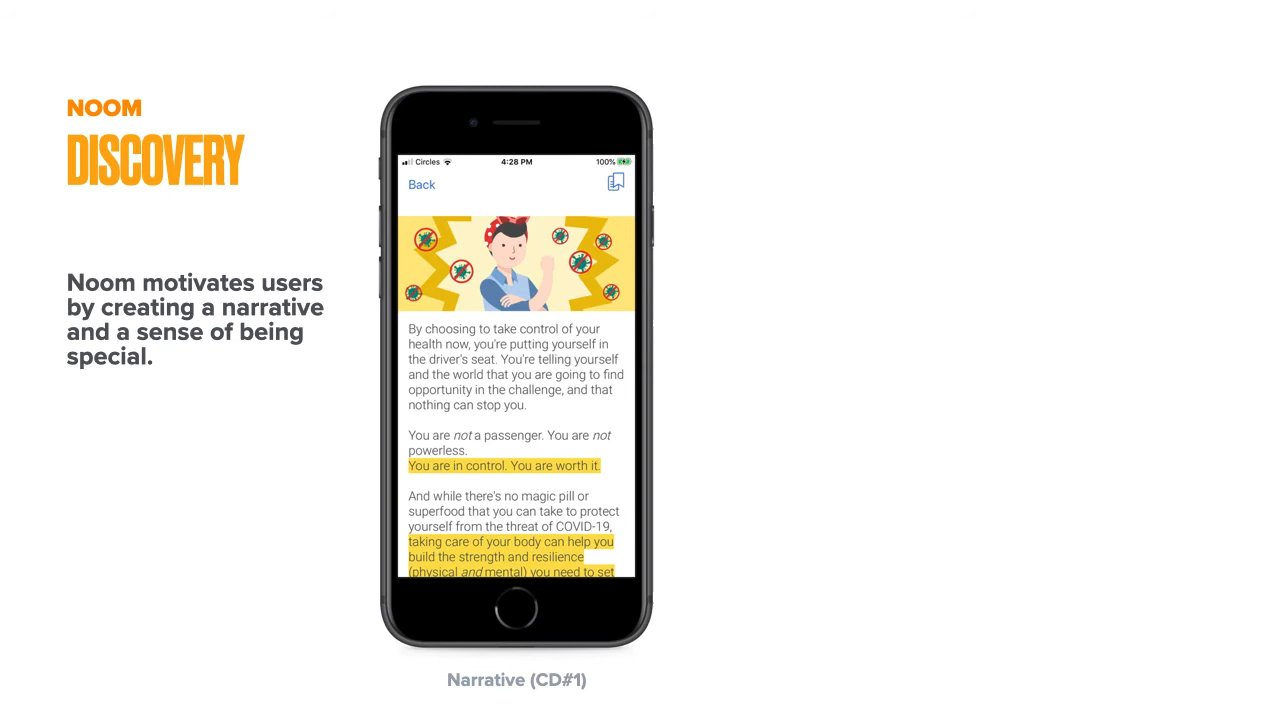 NOOM
DISCOVERY
Noom motivates users
by creating a narrative
and a sense of being
special.
Circles 4:28 PM 100%
Back
By choosing to take control of your
health now, you're putting yourself in
the driver's seat. You're telling yourself
and the world that you are going to find
opportunity in the challenge, and that
nothing can stop you.
You are not a passenger. You are not
powerless.
You are in control. You are worth it.
And while there's no magic pill or
superfood that you can take to protect
yourself from the threat of COVID-19,
taking care of your body can help you
build the strength and resilience
(physical and mental) you need to set
Narrative (CD#1)